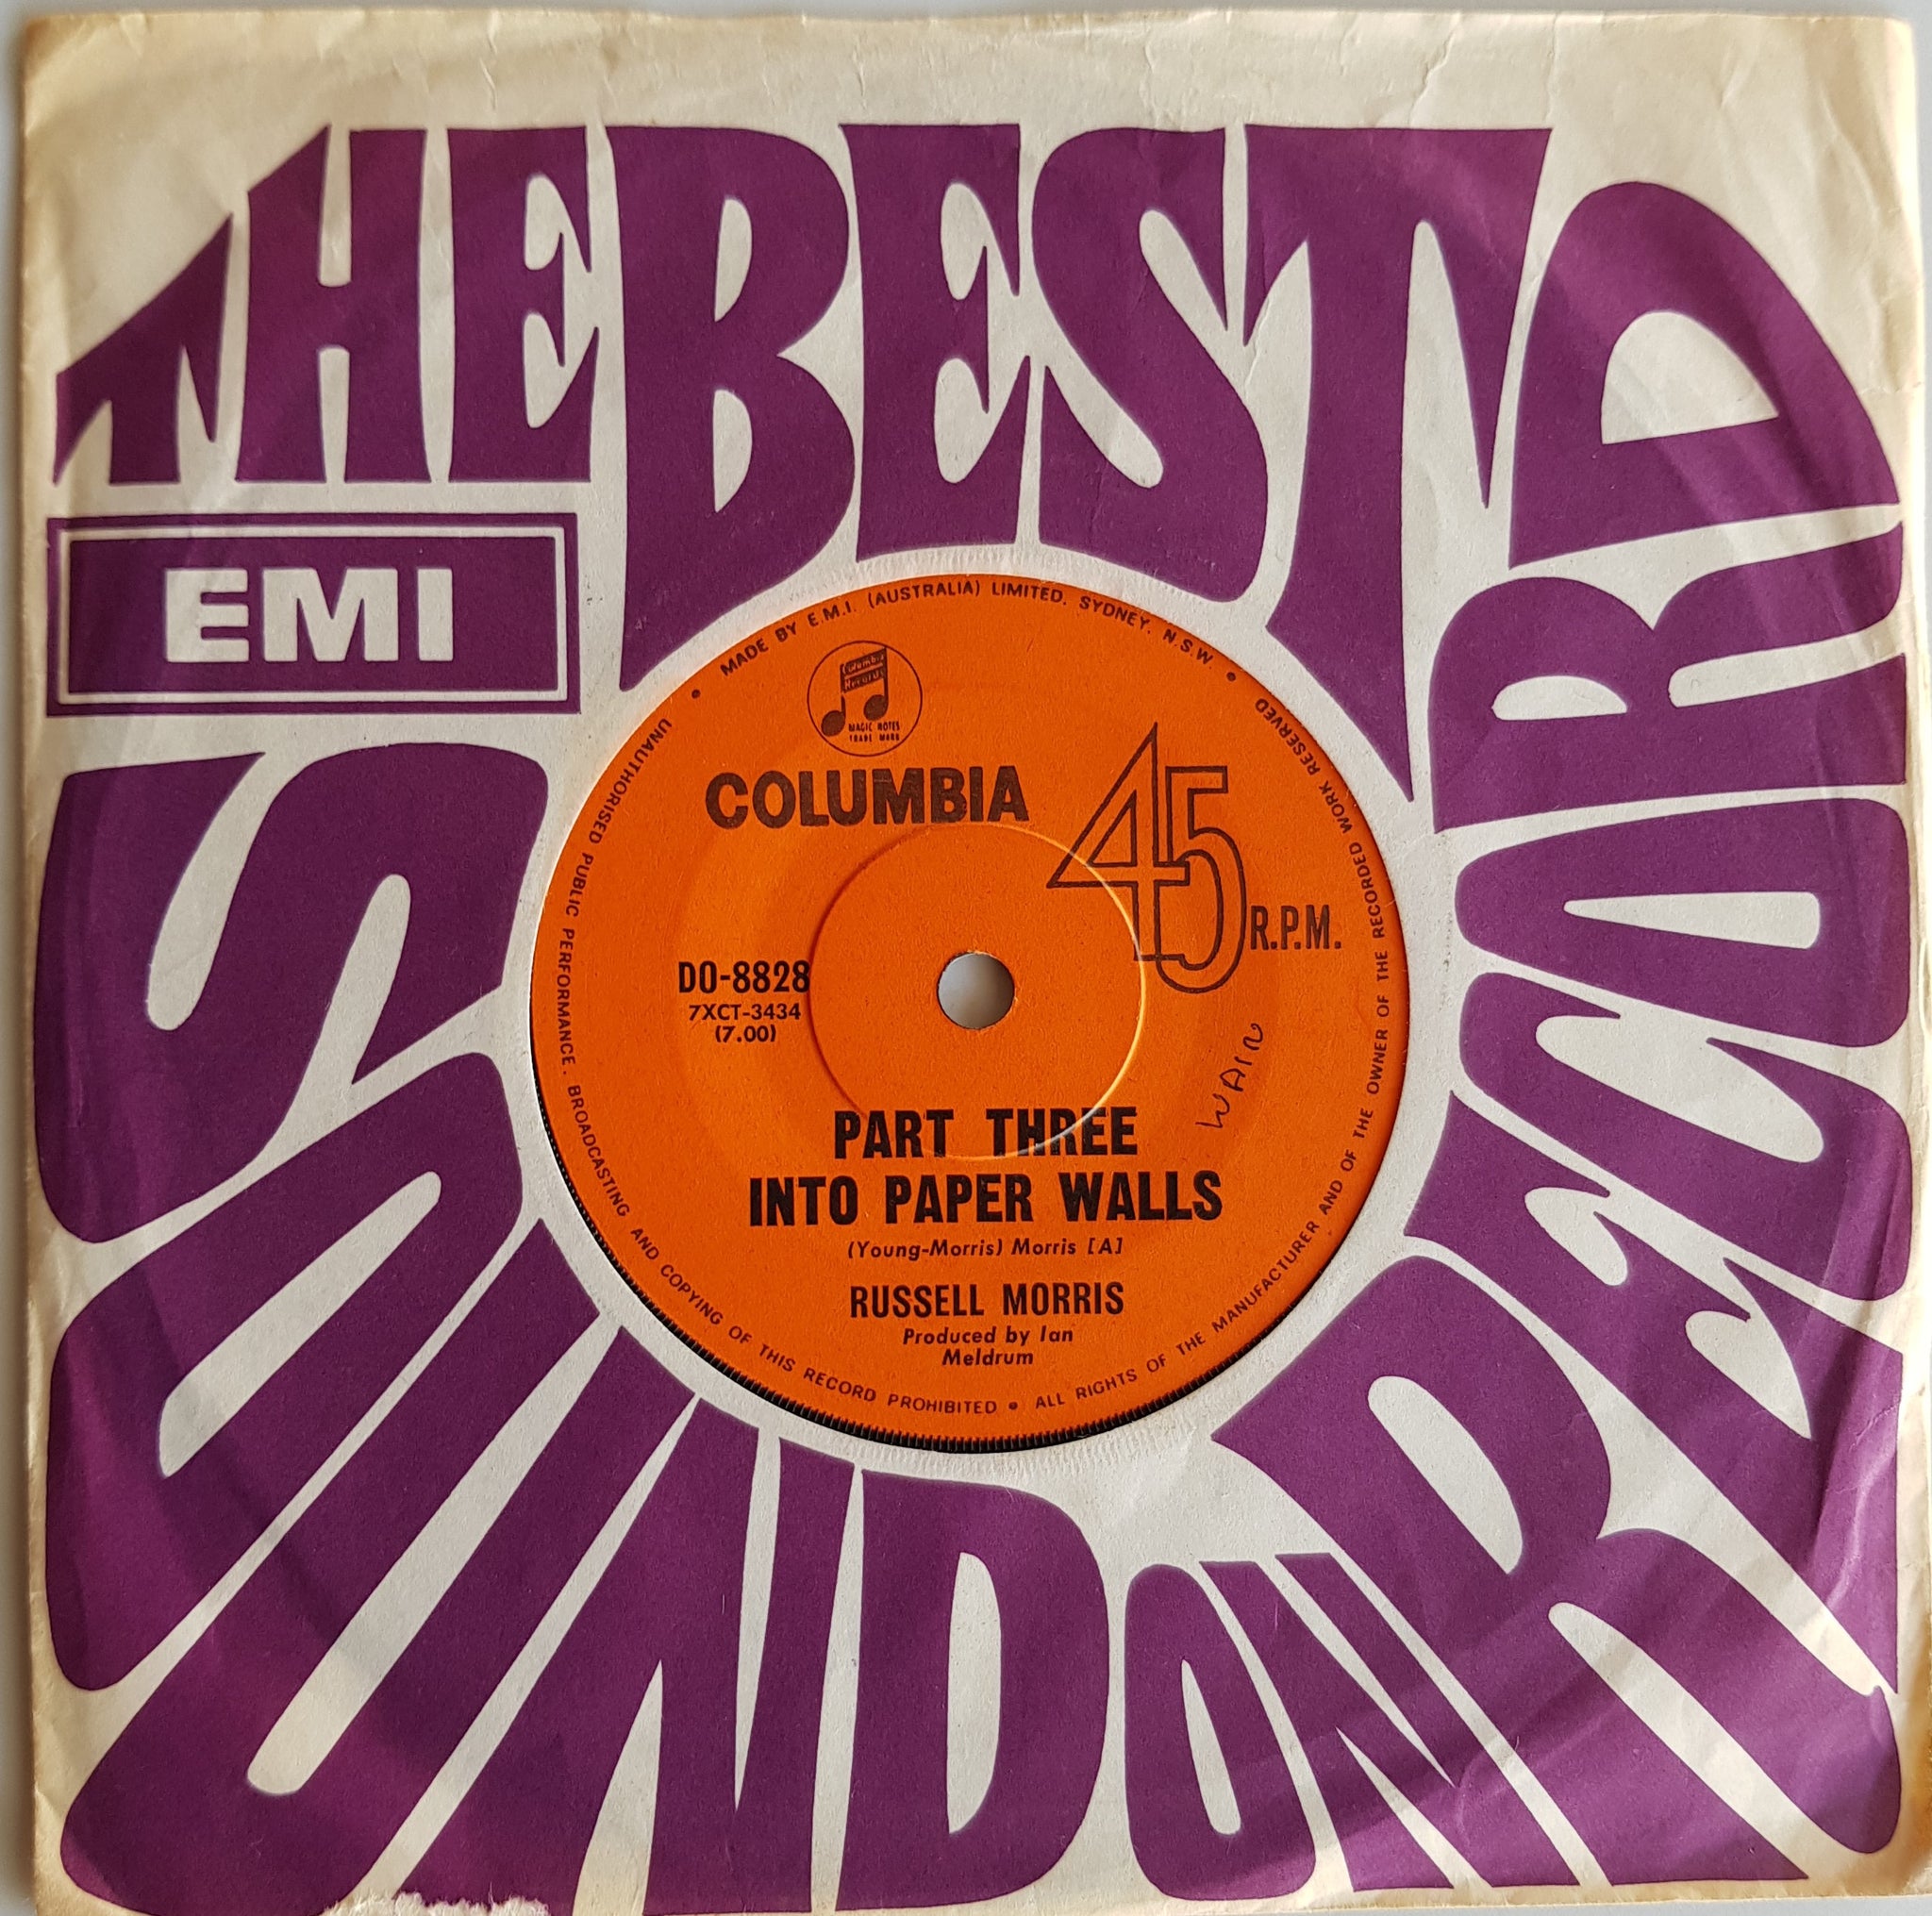 THE BEST
SOUND ON RECORD
EMI
MADE BY E.M.I. (AUSTRALIA) LIMITED. SYDNEY. N.S.W
Columbia
Records
MAGIC NOTES
TRADE MARK
COLUMBIA
45 R.P.M.
DO-8828
7XCT-3434
(7.00)
WAIN
PART THREE
INTO PAPER WALLS
(Young-Morris) Morris [A]
RUSSELL MORRIS
Produced by Ian
Meldrum
UNAUTHORISED PUBLIC PERFORMANCE. BROADCASTING AND COPYING OF THIS RECORD PROHIBITED • ALL RIGHTS OF THE MANUFACTURER AND OF THE OWNER OF THE RECORDED WORK RESERVED